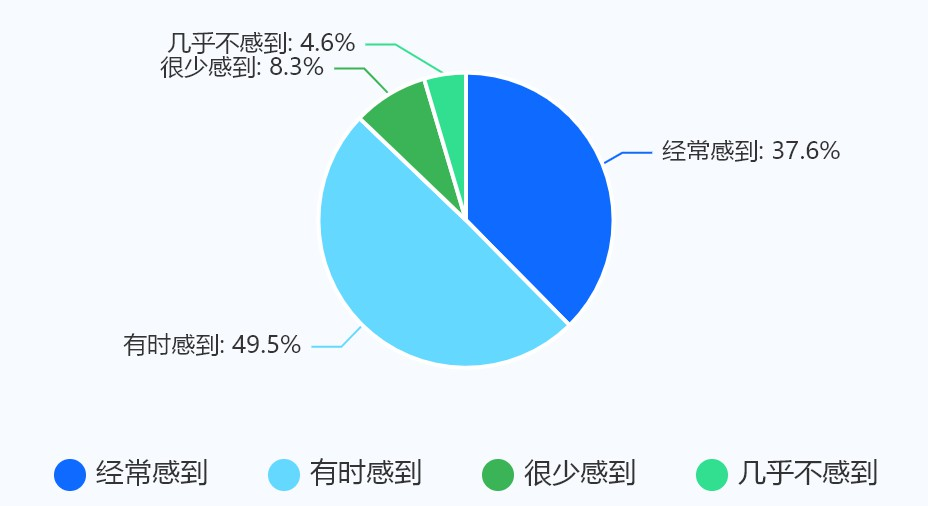 几乎不感到: 4.6%
很少感到: 8.3%
经常感到: 37.6%
有时感到: 49.5%
经常感到 有时感到 很少感到 几乎不感到